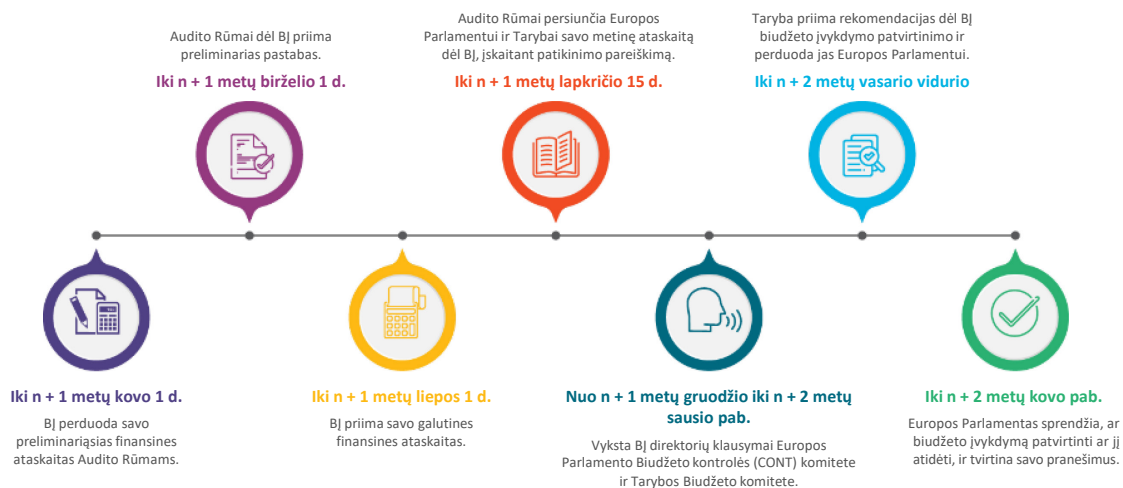 Audito Rūmai dėl BĮ priima
preliminarias pastabas.
Iki n + 1 metų birželio 1 d.
Audito Rūmai persiunčia Europos
Parlamentui ir Tarybai savo metinę ataskaitą
dėl BĮ, įskaitant patikinimo pareiškimą.
Iki n + 1 metų lapkričio 15 d.
Taryba priima rekomendacijas dėl BĮ
biudžeto įvykdymo patvirtinimo ir
perduoda jas Europos Parlamentui.
Iki n + 2 metų vasario vidurio
Iki n + 1 metų kovo 1 d.
BĮ perduoda savo
preliminariąsias finansines
ataskaitas Audito Rūmams.
Iki n + 1 metų liepos 1 d.
BĮ priima savo galutines
finansines ataskaitas.
Nuo n + 1 metų gruodžio iki n + 2 metų
sausio pab.
Vyksta BĮ direktorių klausymai Europos
Parlamento Biudžeto kontrolės (CONT) komitete
ir Tarybos Biudžeto komitete.
Iki n + 2 metų kovo pab.
Europos Parlamentas sprendžia, ar
biudžeto įvykdymą patvirtinti ar jį
atidėti, ir tvirtina savo pranešimus.